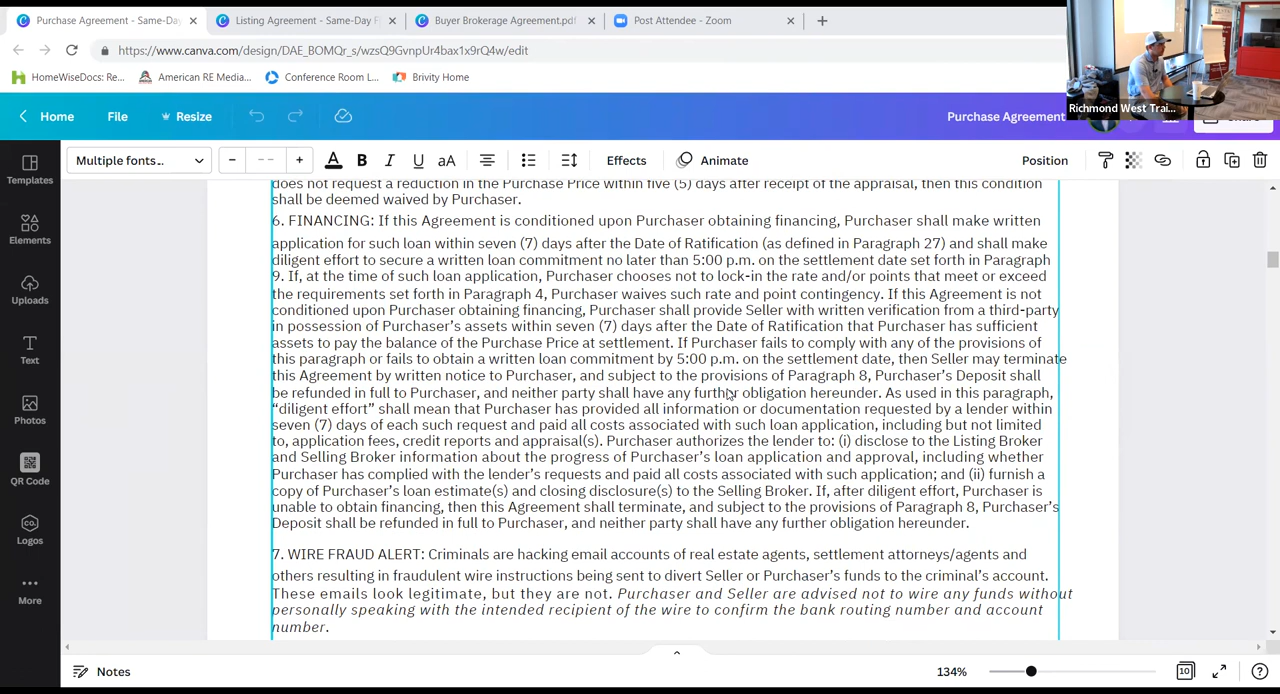 Purchase Agreement - Same-Day
Listing Agreement - Same-Day F
Buyer Brokerage Agreement.pdf
Post Attendee - Zoom
https://www.canva.com/design/DAE_BOMQr_s/wzsQ9GvnpUr4bax1x9rQ4w/edit
HomeWiseDocs: Re...
American RE Media...
Conference Room L...
Brivity Home
Richmond West Trai...
Home
File
Resize
Purchase Agreement
Multiple fonts...
- -
A
B
I
U
aA
Effects
Animate
Position
Templates
Elements
Uploads
Text
Photos
QR Code
Logos
More
does not request a reduction in the Purchase Price within five (5) days after receipt of the appraisal, then this condition
shall be deemed waived by Purchaser.
6. FINANCING: If this Agreement is conditioned upon Purchaser obtaining financing, Purchaser shall make written
application for such loan within seven (7) days after the Date of Ratification (as defined in Paragraph 27) and shall make
diligent effort to secure a written loan commitment no later than 5:00 p.m. on the settlement date set forth in Paragraph
9. If, at the time of such loan application, Purchaser chooses not to lock-in the rate and/or points that meet or exceed
the requirements set forth in Paragraph 4, Purchaser waives such rate and point contingency. If this Agreement is not
conditioned upon Purchaser obtaining financing, Purchaser shall provide Seller with written verification from a third-party
in possession of Purchaser's assets within seven (7) days after the Date of Ratification that Purchaser has sufficient
assets to pay the balance of the Purchase Price at settlement. If Purchaser fails to comply with any of the provisions of
this paragraph or fails to obtain a written loan commitment by 5:00 p.m. on the settlement date, then Seller may terminate
this Agreement by written notice to Purchaser, and subject to the provisions of Paragraph 8, Purchaser's Deposit shall
be refunded in full to Purchaser, and neither party shall have any further obligation hereunder. As used in this paragraph,
“diligent effort” shall mean that Purchaser has provided all information or documentation requested by a lender within
seven (7) days of each such request and paid all costs associated with such loan application, including but not limited
to, application fees, credit reports and appraisal(s). Purchaser authorizes the lender to: (i) disclose to the Listing Broker
and Selling Broker information about the progress of Purchaser's loan application and approval, including whether
Purchaser has complied with the lender's requests and paid all costs associated with such application; and (ii) furnish a
copy of Purchaser's loan estimate(s) and closing disclosure(s) to the Selling Broker. If, after diligent effort, Purchaser is
unable to obtain financing, then this Agreement shall terminate, and subject to the provisions of Paragraph 8, Purchaser's
Deposit shall be refunded in full to Purchaser, and neither party shall have any further obligation hereunder.
7. WIRE FRAUD ALERT: Criminals are hacking email accounts of real estate agents, settlement attorneys/agents and
others resulting in fraudulent wire instructions being sent to divert Seller or Purchaser's funds to the criminal's account.
These emails look legitimate, but they are not. Purchaser and Seller are advised not to wire any funds without
personally speaking with the intended recipient of the wire to confirm the bank routing number and account
number.
Notes
134%
10